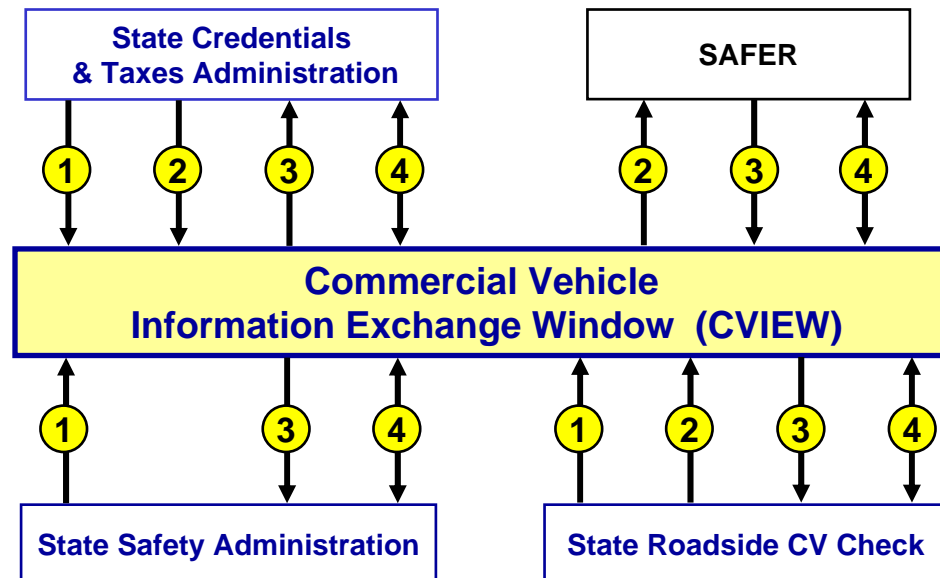 State Credentials
& Taxes Administration
SAFER
1
2
3
4
2
3
4
Commercial Vehicle
Information Exchange Window (CVIEW)
1
3
4
1
2
3
4
State Safety Administration
State Roadside CV Check